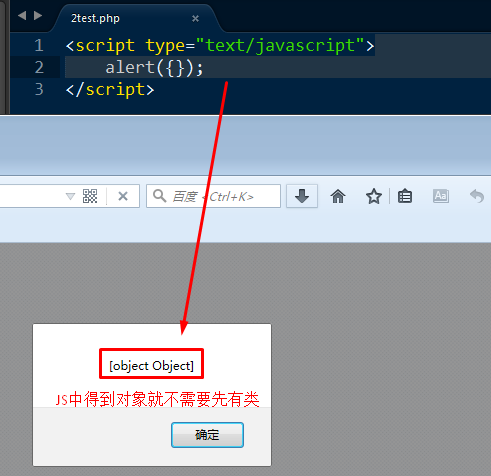 2test.php
1 <script type="text/javascript">
2 alert({});
3 </script>
百度 <Ctrl+K>
Aa
[object Object]
JS中得到对象就不需要先有类
确定